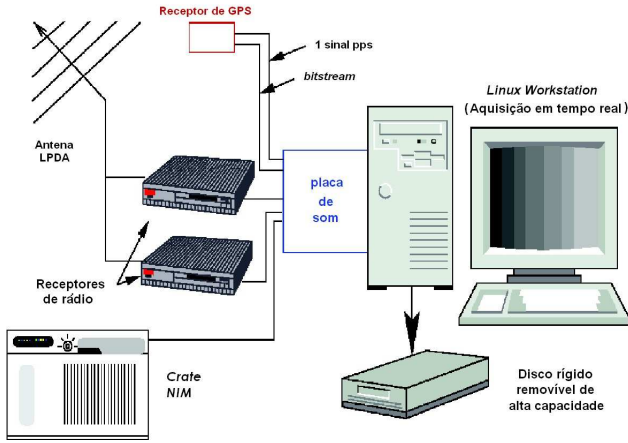 Receptor de GPS
1 sinal pps
bitstream
Linux Workstation
(Aquisição em tempo real)
Antena
LPDA
placa
de
som
Receptores
de rádio
Crate
NIM
Disco rígido
removível de
alta capacidade